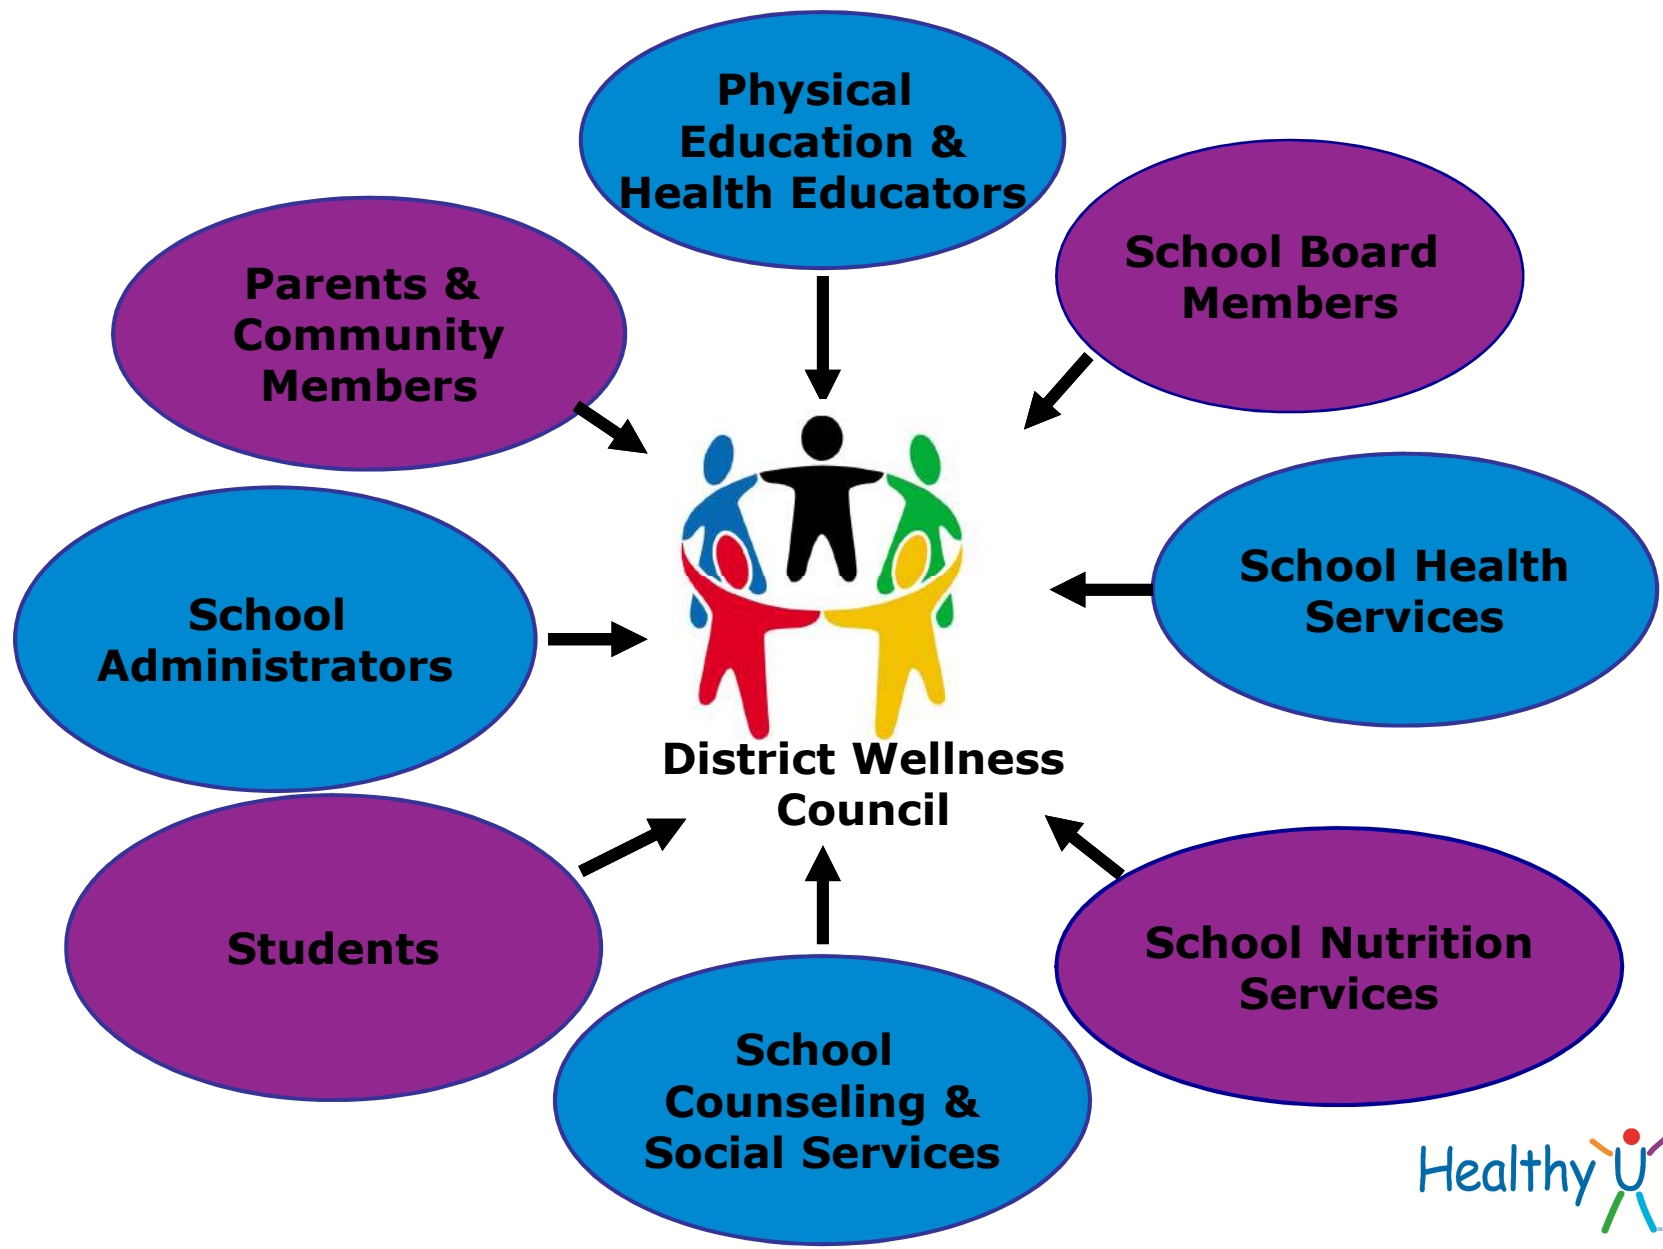 Physical
Education &
Health Educators
School Board
Members
Parents &
Community
Members
School Health
Services
School
Administrators
District Wellness
Council
Students
School Nutrition
Services
School
Counseling &
Social Services
Healthy U